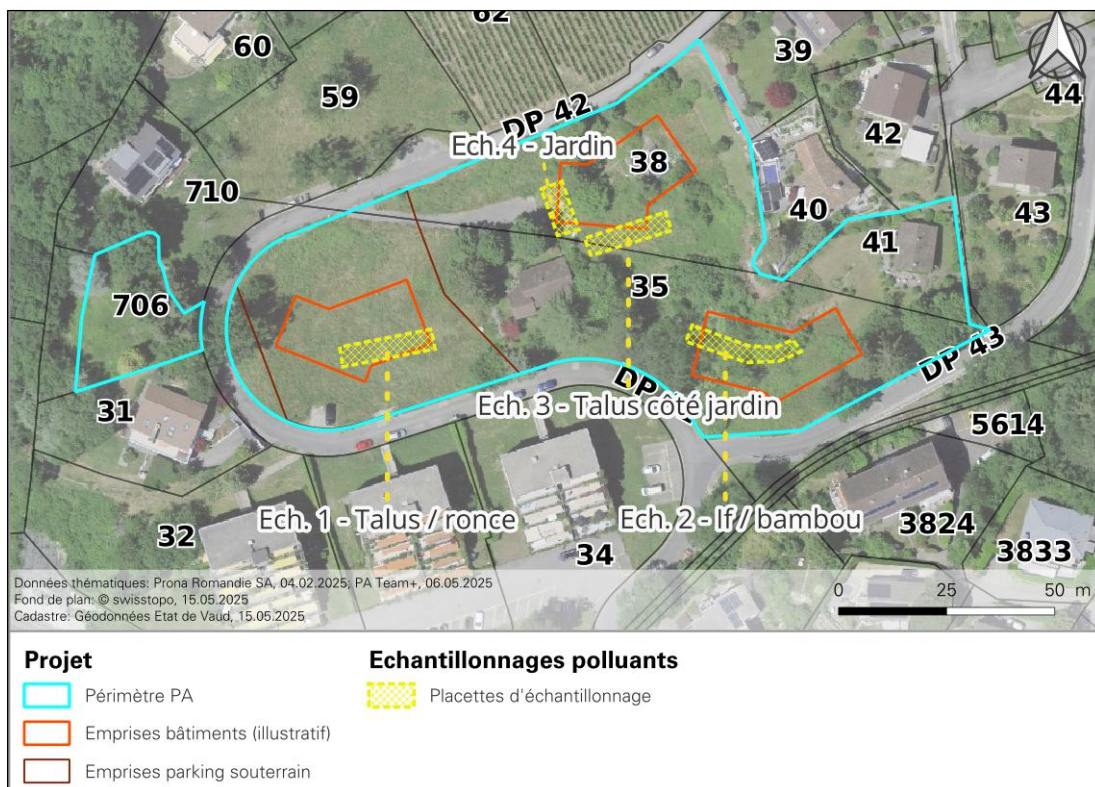 62
60
39
59
44
DP 42
42
Ech.4 - Jardin
38
710
40
43
41
706
35
DP 43
31
DP
Ech. 3 - Talus côté jardin
5614
Ech. 1 - Talus / ronce
Ech. 2 - If / bambou
32
34
3824
3833
Données thématiques: Prona Romandie SA, 04.02.2025; PA Team+, 06.05.2025
Fond de plan: © swisstopo, 15.05.2025
Cadastre: Géodonnées Etat de Vaud, 15.05.2025
0 25 50 m
Projet
Périmètre PA
Emprises bâtiments (illustratif)
Emprises parking souterrain
Echantillonnages polluants
Placettes d'échantillonnage